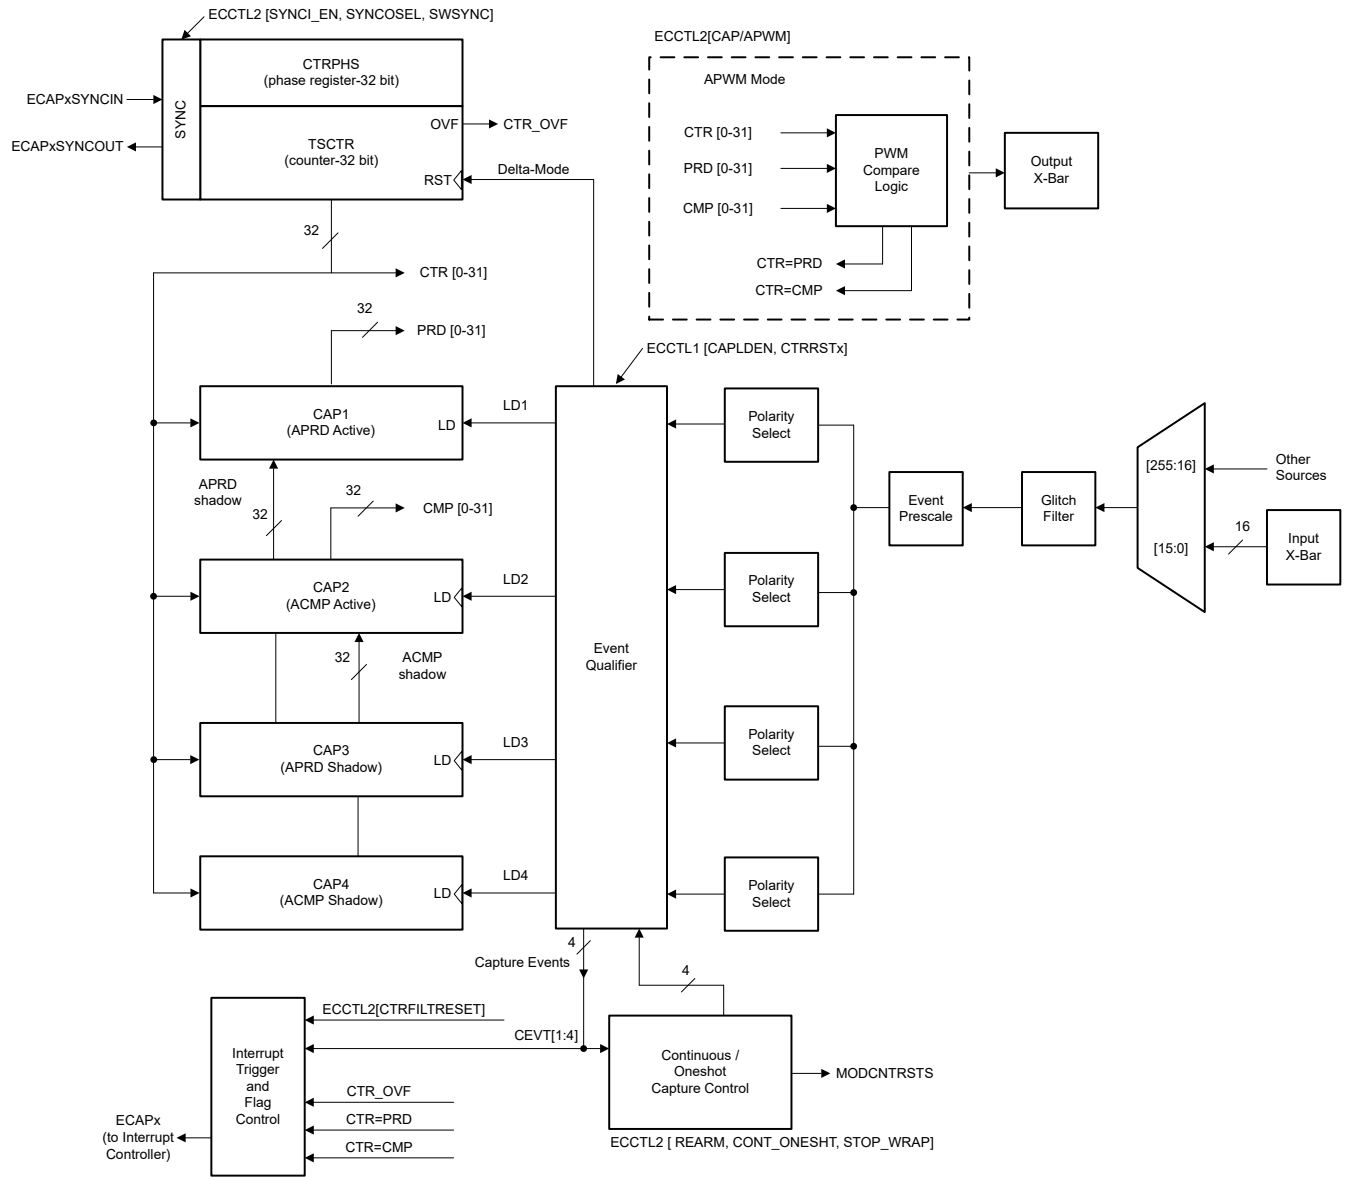 ECCTL2 [SYNCI_EN, SYNCOSEL, SWSYNC]
SYNC
CTRPHS
(phase register-32 bit)
ECAPxSYNCIN
ECAPxSYNCOUT
OVF
CTR_OVF
TSCTR
(counter-32 bit)
RST
Delta-Mode
32
CTR [0-31]
32
PRD [0-31]
ECCTL2[CAP/APWM]
APWM Mode
CTR [0-31]
PRD [0-31]
CMP [0-31]
PWM
Compare
Logic
CTR=PRD
CTR=CMP
Output
X-Bar
ECCTL1 [CAPLDEN, CTRRSTx]
CAP1
(APRD Active)
LD
LD1
APRD
shadow
32
32
CMP [0-31]
CAP2
(ACMP Active)
LD
LD2
32
ACMP
shadow
CAP3
(APRD Shadow)
LD
LD3
CAP4
(ACMP Shadow)
LD
LD4
Event
Qualifier
Polarity
Select
Polarity
Select
Polarity
Select
Polarity
Select
Event
Prescale
Glitch
Filter
[255:16]
[15:0]
Other
Sources
16
Input
X-Bar
4
Capture Events
4
ECCTL2[CTRFILTRESET]
CEVT[1:4]
Interrupt
Trigger
and
Flag
Control
CTR_OVF
CTR=PRD
CTR=CMP
ECAPx
(to Interrupt
Controller)
Continuous /
Oneshot
Capture Control
MODCNTRSTS
ECCTL2 [ REARM, CONT_ONESHT, STOP_WRAP]